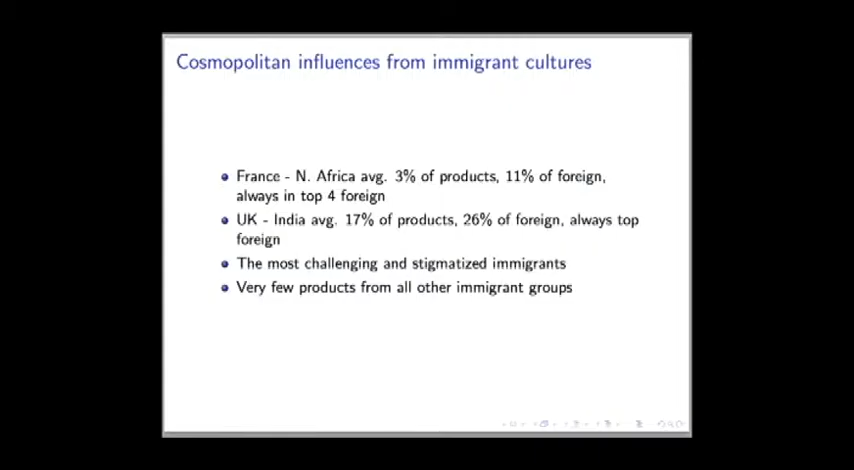 Cosmopolitan influences from immigrant cultures
France - N. Africa avg. 3% of products, 11% of foreign,
always in top 4 foreign
UK - India avg. 17% of products, 26% of foreign, always top
foreign
The most challenging and stigmatized immigrants
Very few products from all other immigrant groups